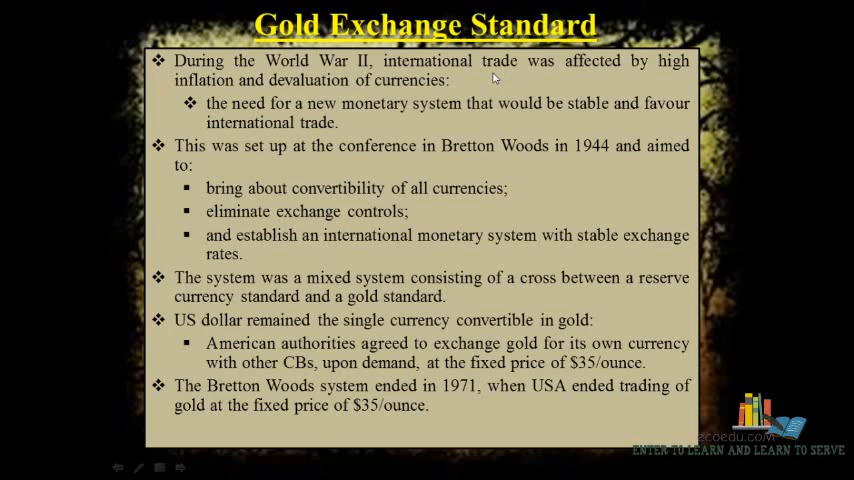 Gold Exchange Standard
❖ During the World War II, international trade was affected by high
inflation and devaluation of currencies:
❖ the need for a new monetary system that would be stable and favour
international trade.
❖ This was set up at the conference in Bretton Woods in 1944 and aimed
to:
▪ bring about convertibility of all currencies;
▪ eliminate exchange controls;
▪ and establish an international monetary system with stable exchange
rates.
❖ The system was a mixed system consisting of a cross between a reserve
currency standard and a gold standard.
❖ US dollar remained the single currency convertible in gold:
▪ American authorities agreed to exchange gold for its own currency
with other CBs, upon demand, at the fixed price of $35/ounce.
❖ The Bretton Woods system ended in 1971, when USA ended trading of
gold at the fixed price of $35/ounce.
ecoedu.com
ENTER TO LEARN AND LEARN TO SERVE